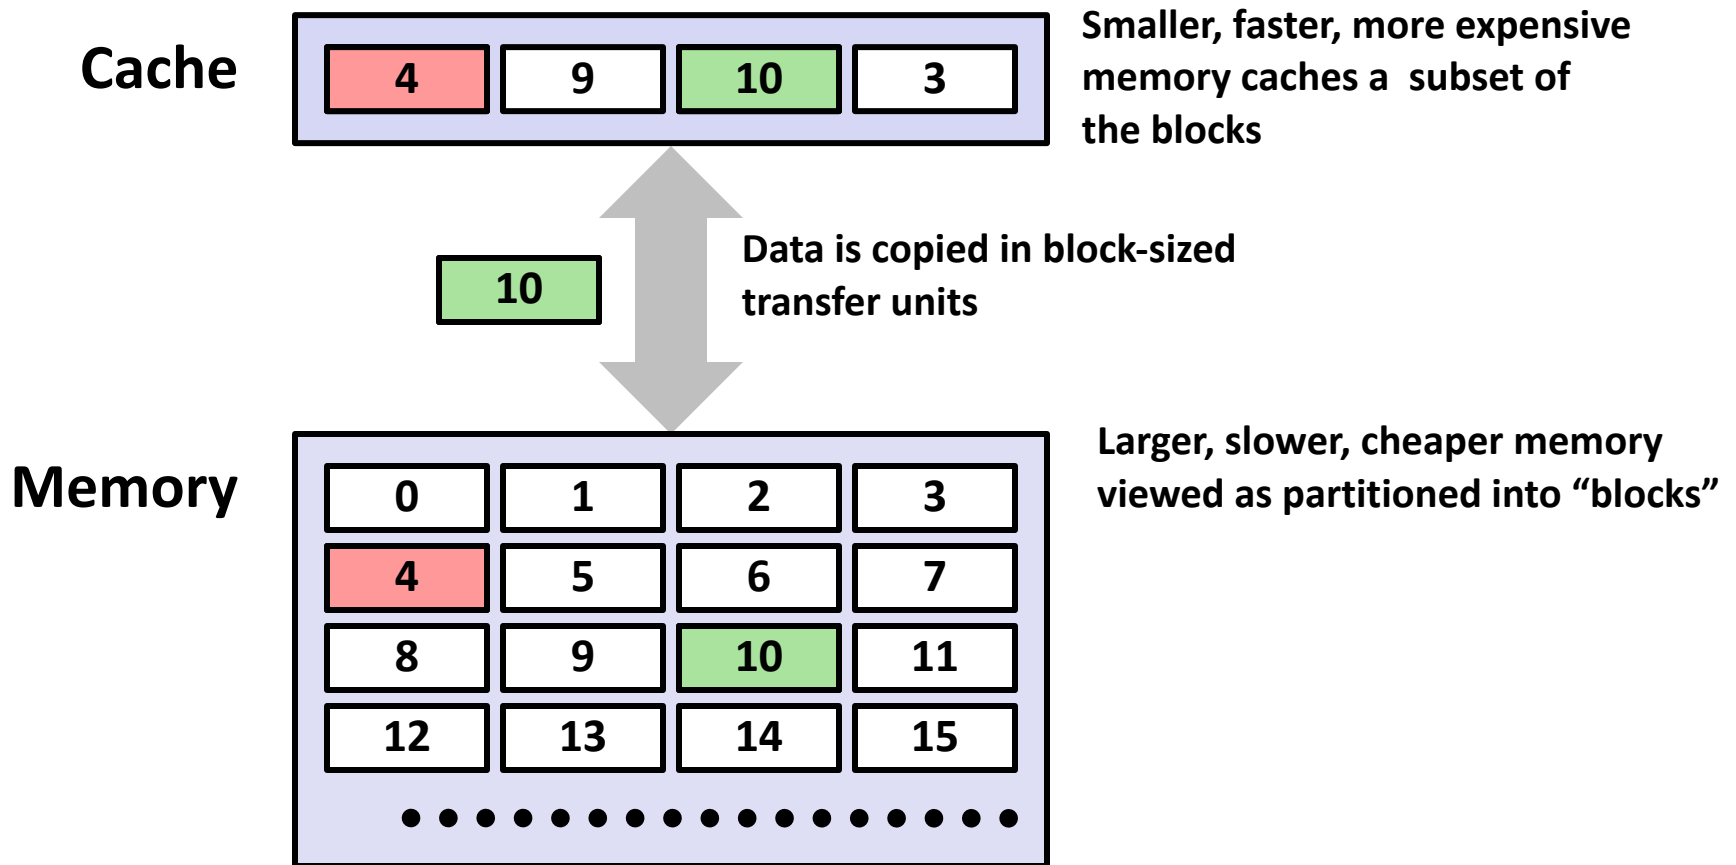 Cache
4 9 10 3
Smaller, faster, more expensive
memory caches a  subset of
the blocks
10
Data is copied in block-sized
transfer units
Memory
Larger, slower, cheaper memory
viewed as partitioned into “blocks”
0 1 2 3
4 5 6 7
8 9 10 11
12 13 14 15